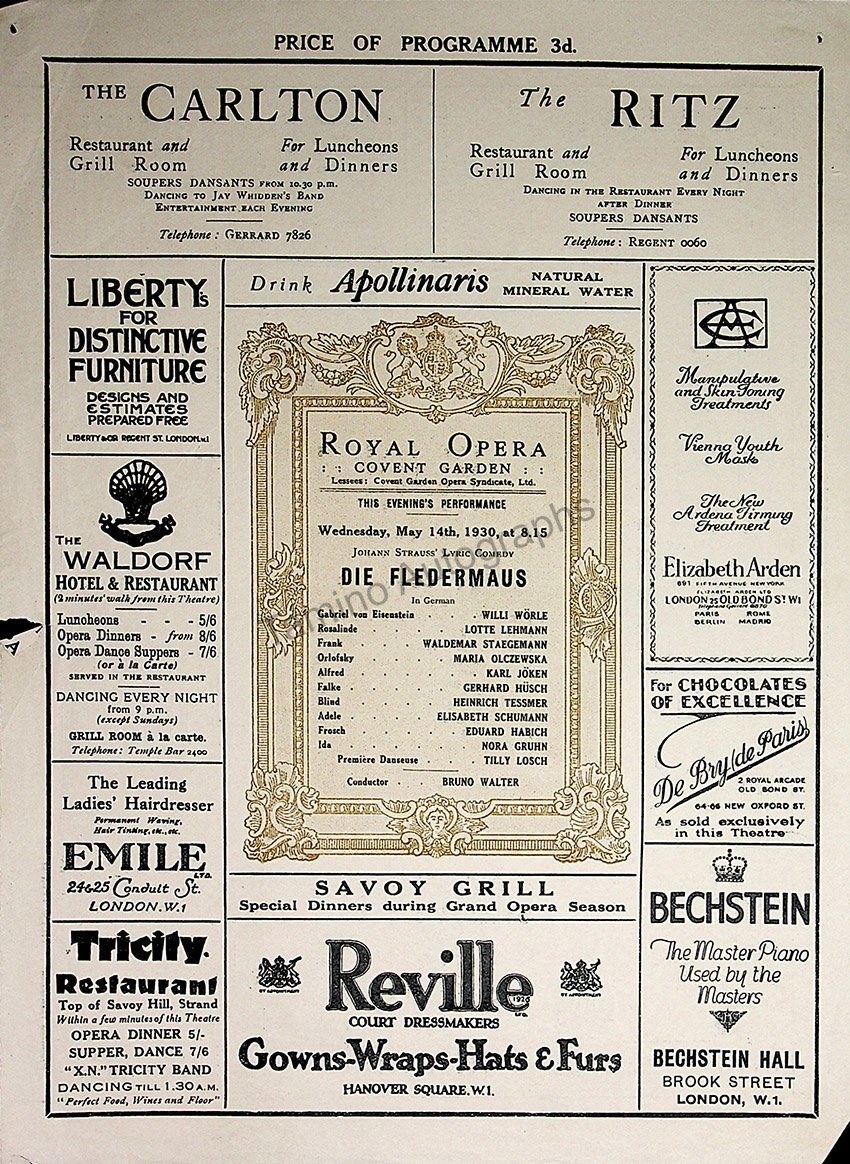 PRICE OF PROGRAMME 3d.
THE CARLTON
Restaurant and Grill Room
For Luncheons and Dinners
SOUPERS DANSANTS FROM 10.30 P.M.
DANCING TO JAY WHIDDEN'S BAND
ENTERTAINMENT EACH EVENING
Telephone: GERRARD 7826
The RITZ
Restaurant and Grill Room
For Luncheons and Dinners
DANCING IN THE RESTAURANT EVERY NIGHT
AFTER DINNER
SOUPERS DANSANTS
Telephone: REGENT 0060
LIBERTY'S
FOR
DISTINCTIVE
FURNITURE
DESIGNS AND
ESTIMATES
PREPARED FREE
LIBERTY & CO REGENT ST. LONDON.W.1
THE
WALDORF
HOTEL & RESTAURANT
(2 minutes' walk from this Theatre)
Luncheons - - - 5/6
Opera Dinners - from 8/6
Opera Dance Suppers - 7/6
(or à la Carte)
SERVED IN THE RESTAURANT
DANCING EVERY NIGHT
from 9 p.m.
(except Sundays)
GRILL ROOM à la carte.
Telephone: Temple Bar 2400
The Leading
Ladies' Hairdresser
Permanent Waving,
Hair Tinting, etc., etc.
EMILE LTD.
24 & 25 Conduit St.
LONDON. W.1
Tricity.
Restaurant
Top of Savoy Hill, Strand
Within a few minutes of this Theatre
OPERA DINNER 5/-
SUPPER, DANCE 7/6
"X.N." TRICITY BAND
DANCING TILL 1.30 A.M.
"Perfect Food, Wines and Floor"
Drink Apollinaris NATURAL
MINERAL WATER
ROYAL OPERA
: : COVENT GARDEN : :
Lessees: Covent Garden Opera Syndicate, Ltd.
THIS EVENING'S PERFORMANCE
Wednesday, May 14th, 1930, at 8.15
JOHANN STRAUSS' LYRIC COMEDY
DIE FLEDERMAUS
In German
Gabriel von Eisenstein . . WILLI WÖRLE
Rosalinde . . . LOTTE LEHMANN
Frank . . . WALDEMAR STAEGEMANN
Orlofsky . . . MARIA OLCZEWSKA
Alfred . . . KARL JÖKEN
Falke . . . GERHARD HÜSCH
Blind . . . HEINRICH TESSMER
Adele . . . ELISABETH SCHUMANN
Frosch . . . EDUARD HABICH
Ida . . . NORA GRUHN
Première Danseuse . . TILLY LOSCH
Conductor . . BRUNO WALTER
Tamino Autographs
SAVOY GRILL
Special Dinners during Grand Opera Season
BY APPOINTMENT
BY APPOINTMENT
Reville 1926 LTD.
COURT DRESSMAKERS
Gowns-Wraps-Hats & Furs
HANOVER SQUARE. W.1.
Manipulative
and Skin Toning
Treatments
Vienna Youth
Mask
The New
Ardena Firming
Treatment
Elizabeth Arden
691 FIFTH AVENUE NEW YORK
ELIZABETH ARDEN LTD
LONDON 25 OLD BOND ST W1
PARIS ROME
BERLIN MADRID
For CHOCOLATES
OF EXCELLENCE
De Bry (de Paris)
2 ROYAL ARCADE
OLD BOND ST.
64-66 NEW OXFORD ST.
As sold exclusively
in this Theatre
BECHSTEIN
The Master Piano
Used by the
Masters
BECHSTEIN HALL
BROOK STREET
LONDON, W.1.